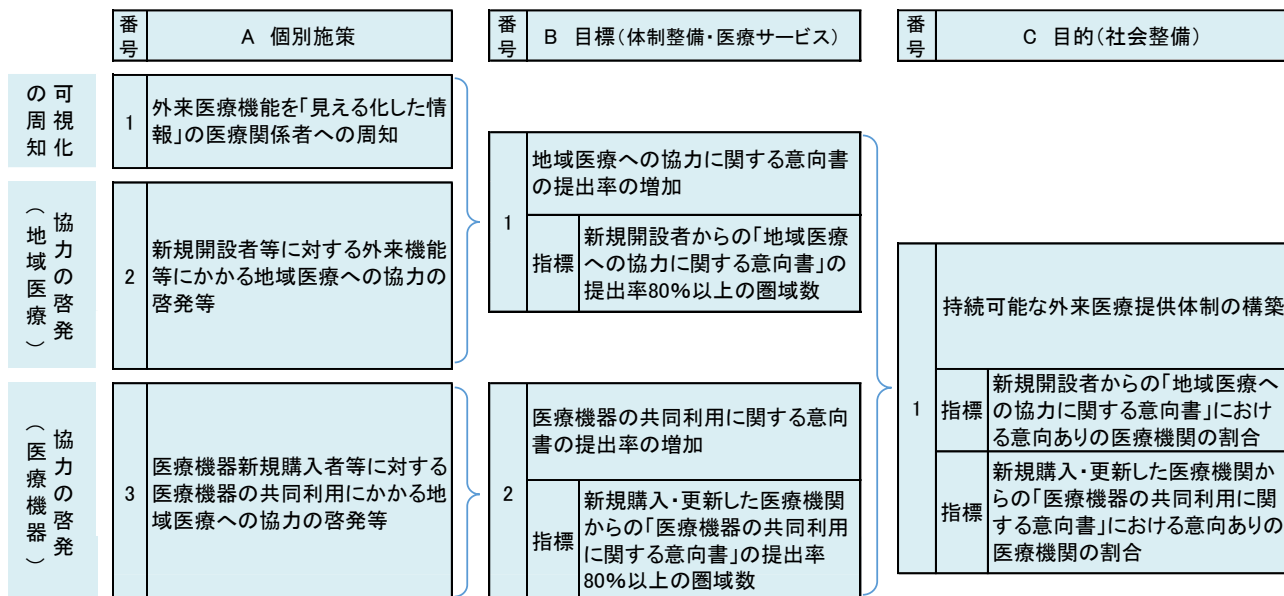 番号
A 個別施策
番号
B 目標(体制整備・医療サービス)
番号
C 目的(社会整備)
可視化
の周知
1
外来医療機能を「見える化した情
報」の医療関係者への周知
協力の啓発
(地域医療)
2
新規開設者等に対する外来機能
等にかかる地域医療への協力の
啓発等
協力の啓発
(医療機器)
3
医療機器新規購入者等に対する
医療機器の共同利用にかかる地
域医療への協力の啓発等
1
地域医療への協力に関する意向書
の提出率の増加
指標
新規開設者からの「地域医療
への協力に関する意向書」の
提出率80%以上の圏域数
2
医療機器の共同利用に関する意向
書の提出率の増加
指標
新規購入・更新した医療機関
からの「医療機器の共同利用
に関する意向書」の提出率
80%以上の圏域数
1
持続可能な外来医療提供体制の構築
指標
新規開設者からの「地域医療へ
の協力に関する意向書」におけ
る意向ありの医療機関の割合
指標
新規購入・更新した医療機関か
らの「医療機器の共同利用に関
する意向書」における意向ありの
医療機関の割合